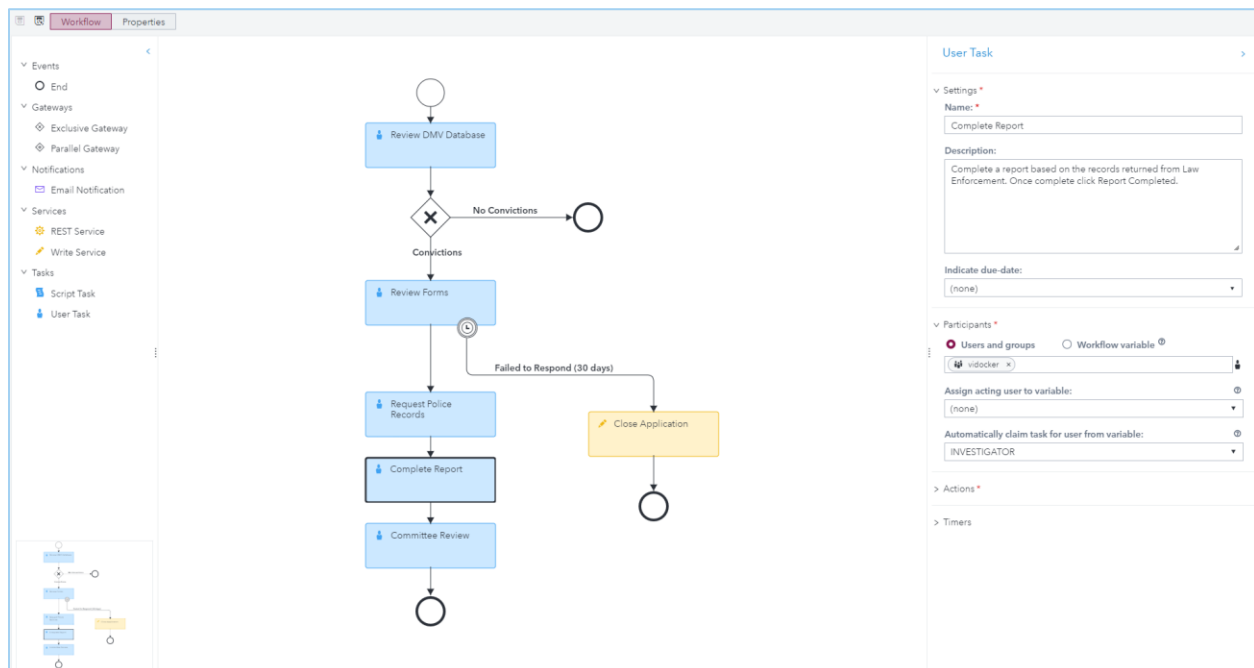 Workflow
Properties
Events
End
Gateways
Exclusive Gateway
Parallel Gateway
Notifications
Email Notification
Services
REST Service
Write Service
Tasks
Script Task
User Task
Review DMV Database
No Convictions
Convictions
Review Forms
Failed to Respond (30 days)
Request Police
Records
Close Application
Complete Report
Committee Review
User Task
Settings *
Name: *
Complete Report
Description:
Complete a report based on the records returned from Law
Enforcement. Once complete click Report Completed.
Indicate due-date:
(none)
Participants *
Users and groups
Workflow variable
vidocker
Assign acting user to variable:
(none)
Automatically claim task for user from variable:
INVESTIGATOR
Actions *
Timers